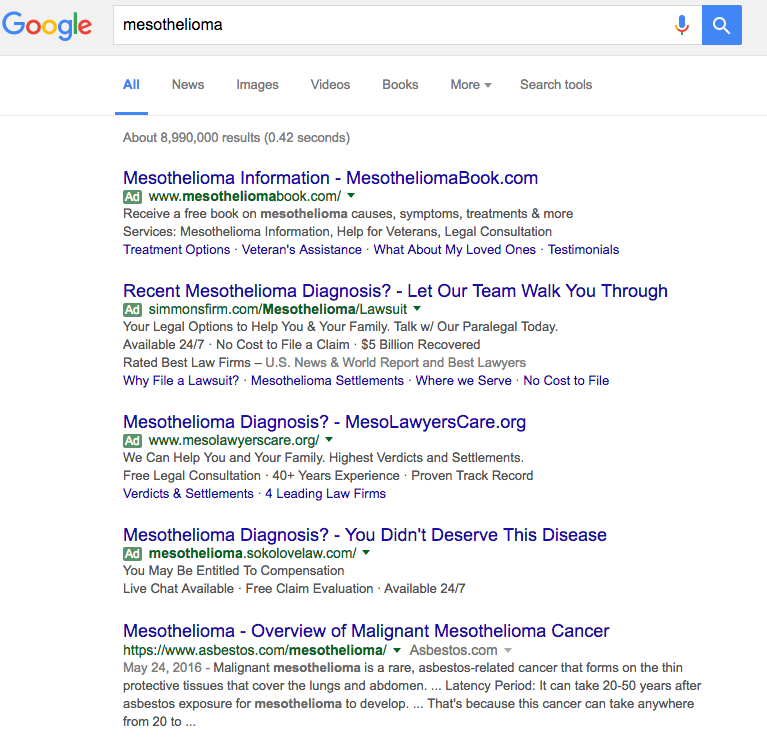 Google
mesothelioma
All News Images Videos Books More Search tools
About 8,990,000 results (0.42 seconds)
Mesothelioma Information - MesotheliomaBook.com
Ad www.mesotheliomabook.com/
Receive a free book on mesothelioma causes, symptoms, treatments & more
Services: Mesothelioma Information, Help for Veterans, Legal Consultation
Treatment Options · Veteran's Assistance · What About My Loved Ones · Testimonials
Recent Mesothelioma Diagnosis? - Let Our Team Walk You Through
Ad simmonsfirm.com/Mesothelioma/Lawsuit
Your Legal Options to Help You & Your Family. Talk w/ Our Paralegal Today.
Available 24/7 · No Cost to File a Claim · $5 Billion Recovered
Rated Best Law Firms – U.S. News & World Report and Best Lawyers
Why File a Lawsuit? · Mesothelioma Settlements · Where we Serve · No Cost to File
Mesothelioma Diagnosis? - MesoLawyersCare.org
Ad www.mesolawyerscare.org/
We Can Help You and Your Family. Highest Verdicts and Settlements.
Free Legal Consultation · 40+ Years Experience · Proven Track Record
Verdicts & Settlements · 4 Leading Law Firms
Mesothelioma Diagnosis? - You Didn't Deserve This Disease
Ad mesothelioma.sokolovelaw.com/
You May Be Entitled To Compensation
Live Chat Available · Free Claim Evaluation · Available 24/7
Mesothelioma - Overview of Malignant Mesothelioma Cancer
https://www.asbestos.com/mesothelioma/ Asbestos.com
May 24, 2016 - Malignant mesothelioma is a rare, asbestos-related cancer that forms on the thin
protective tissues that cover the lungs and abdomen. ... Latency Period: It can take 20-50 years after
asbestos exposure for mesothelioma to develop. ... That's because this cancer can take anywhere
from 20 to ...